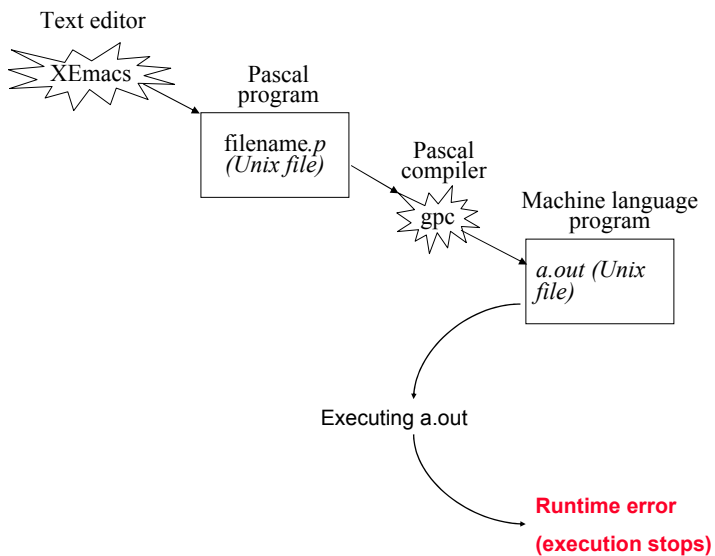 Text editor
XEmacs
Pascal
program
filename.p
(Unix file)
Pascal
compiler
gpc
Machine language
program
a.out (Unix
file)
Executing a.out
Runtime error
(execution stops)